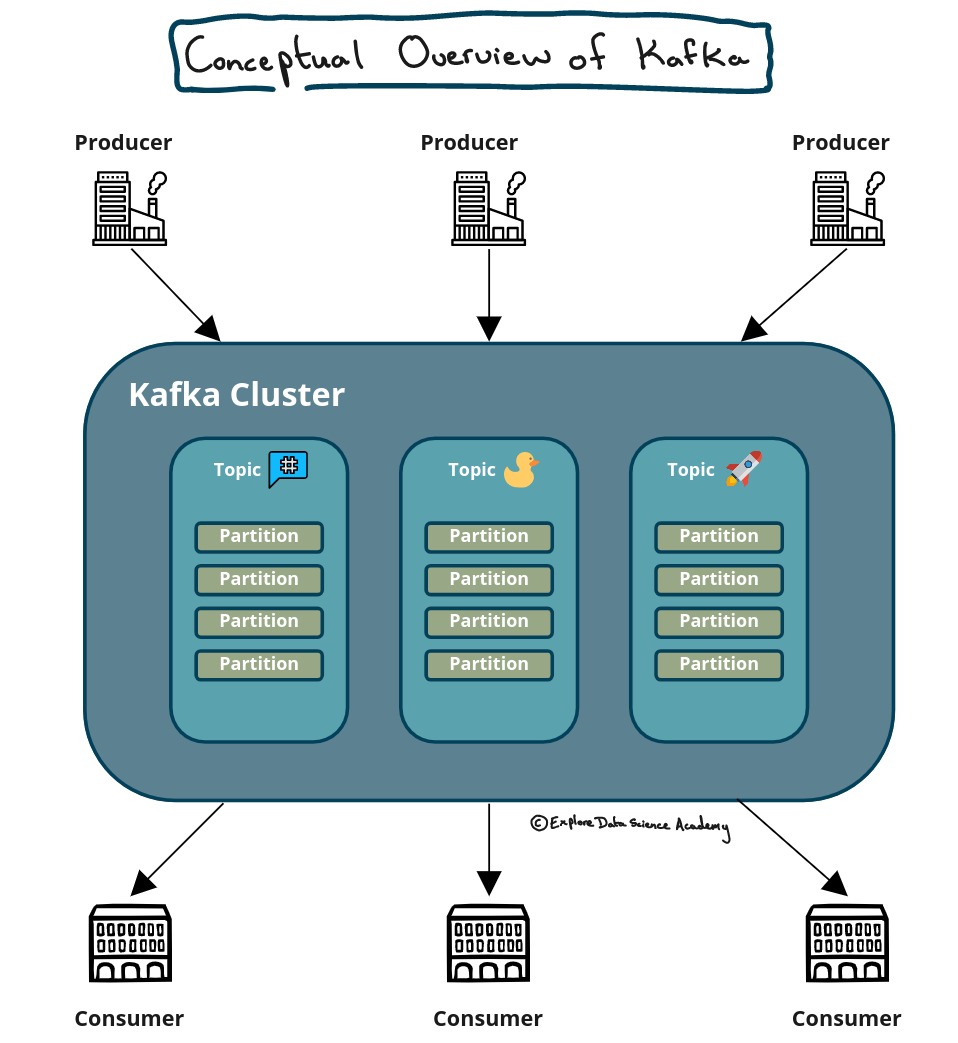 Conceptual Overview of Kafka
Producer Producer Producer
Kafka Cluster
Topic # Topic Topic
Partition Partition Partition
Partition Partition Partition
Partition Partition Partition
Partition Partition Partition
© Explore Data Science Academy
Consumer Consumer Consumer